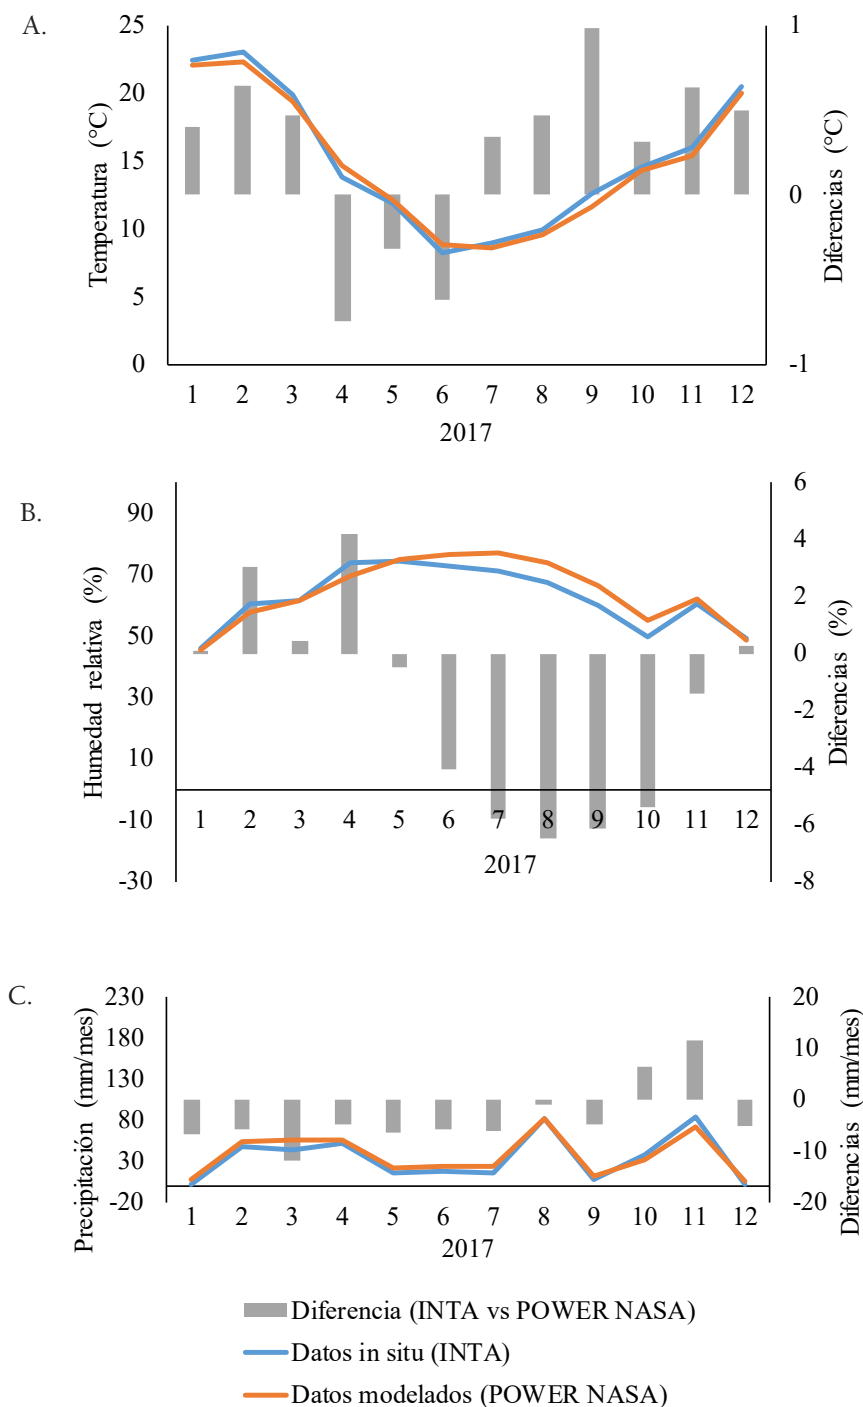 A.
Temperatura (°C)
25
20
15
10
5
0
1
0
-1
Diferencias (°C)
1 2 3 4 5 6 7 8 9 10 11 12
2017
B.
Humedad relativa (%)
90
70
50
30
10
-10
-30
6
4
2
0
-2
-4
-6
-8
Diferencias (%)
1 2 3 4 5 6 7 8 9 10 11 12
2017
C.
Precipitación (mm/mes)
230
180
130
80
30
-20
20
10
0
-10
-20
Diferencias (mm/mes)
1 2 3 4 5 6 7 8 9 10 11 12
2017
Diferencia (INTA vs POWER NASA)
Datos in situ (INTA)
Datos modelados (POWER NASA)